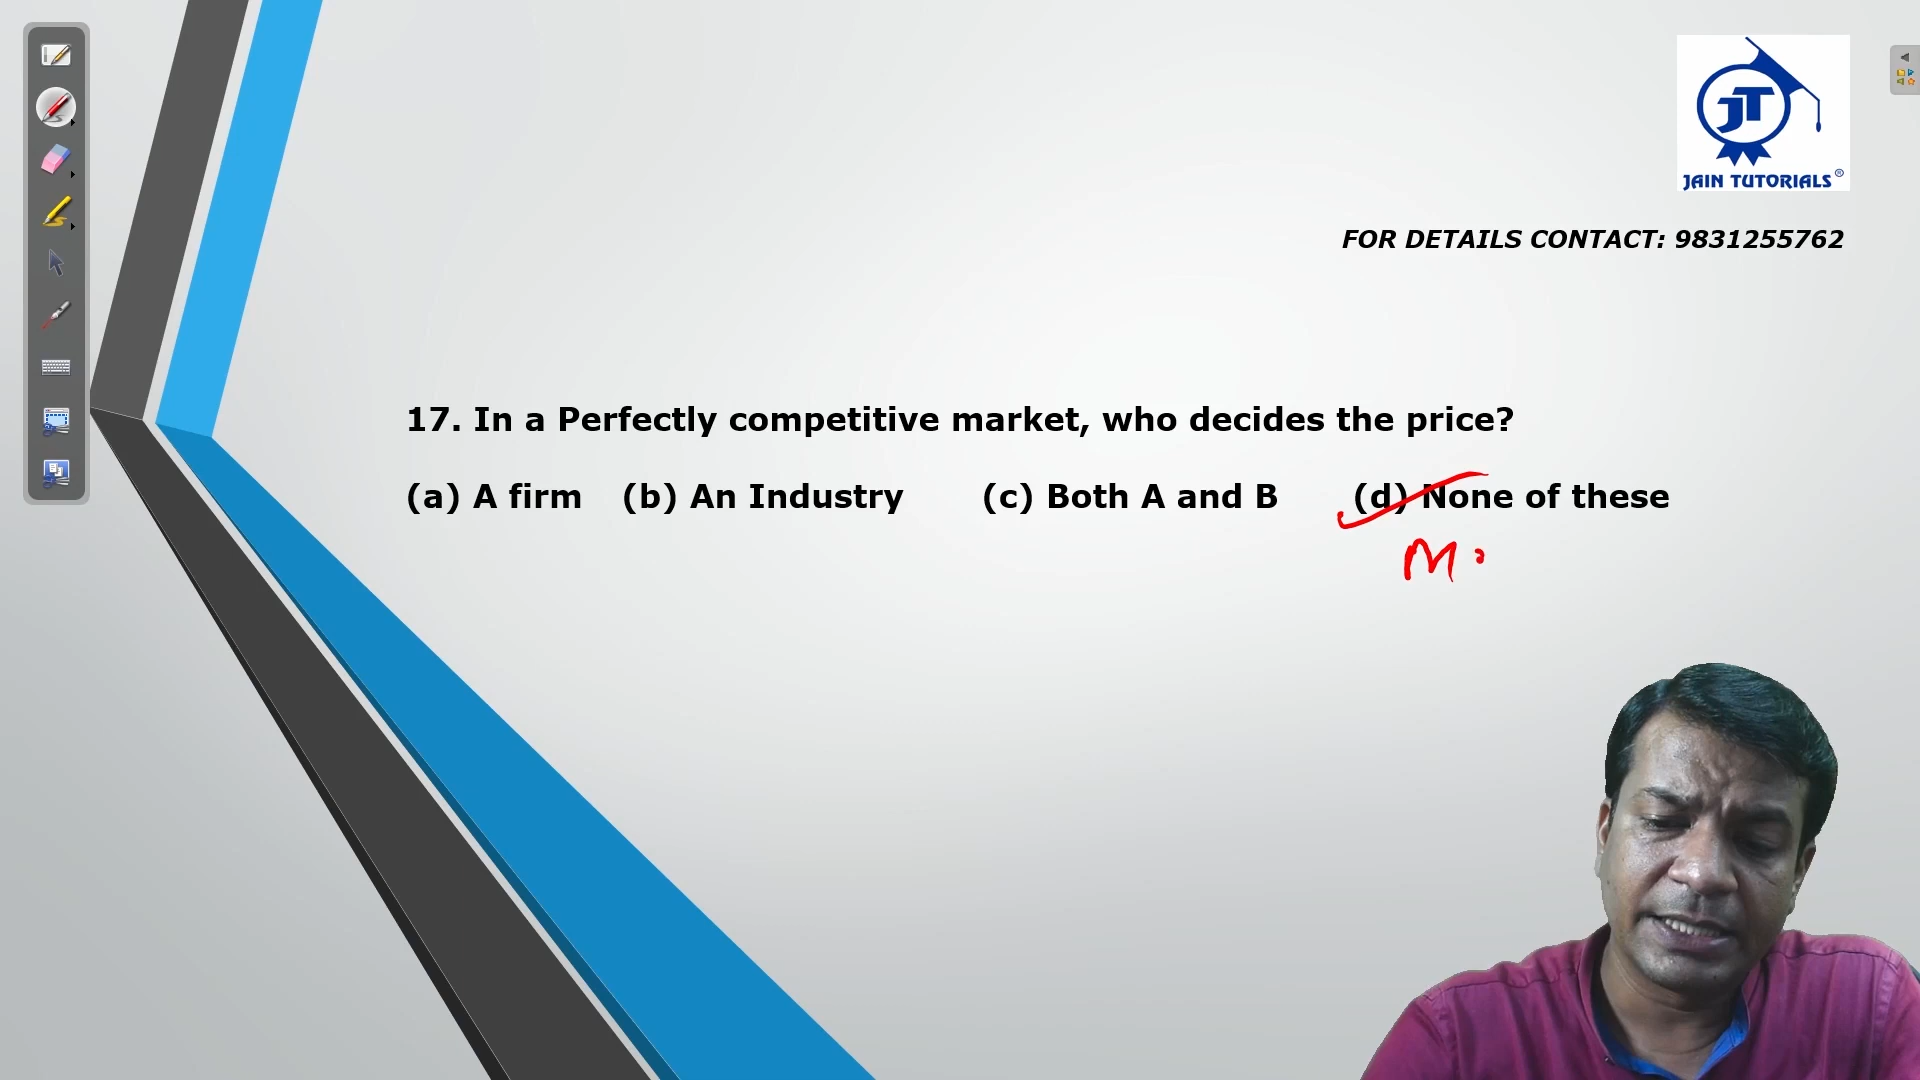 JT
JAIN TUTORIALS®
FOR DETAILS CONTACT: 9831255762
17. In a Perfectly competitive market, who decides the price?
(a) A firm (b) An Industry (c) Both A and B (d) None of these
M